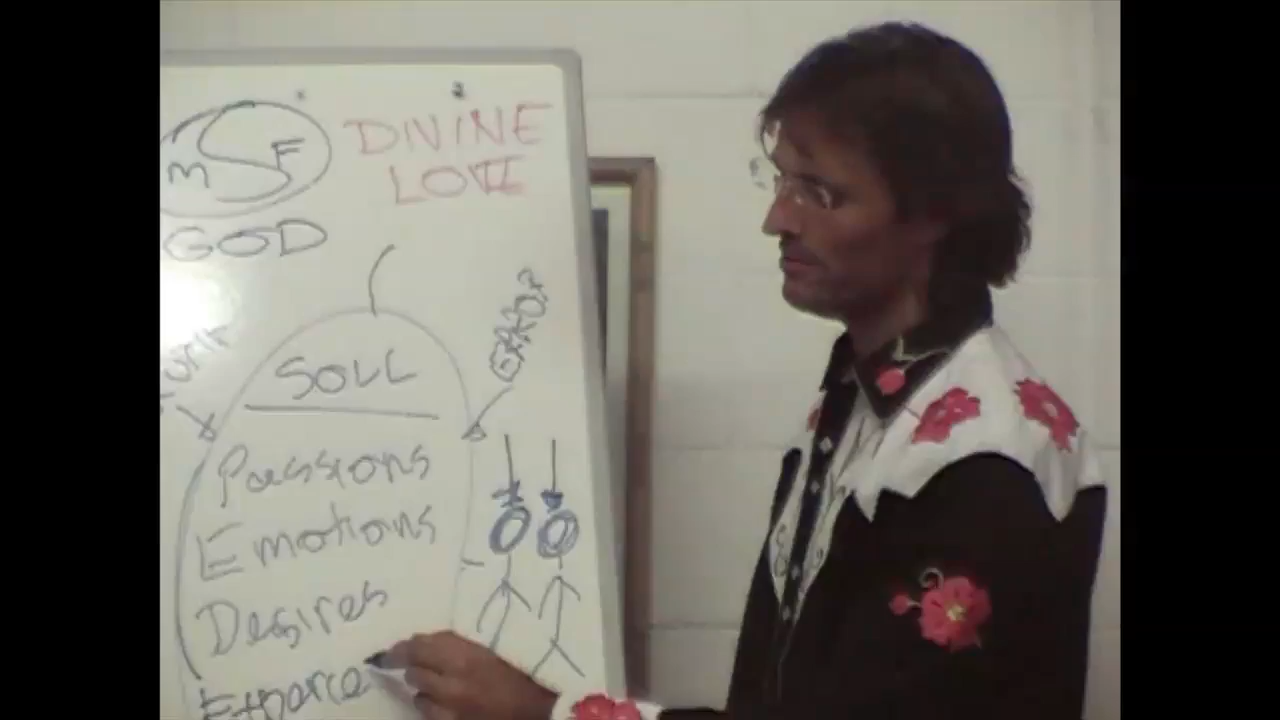 M S F
DIVINE
LOVE
GOD
SOUL
ERROR
Passions
Emotions
Desires